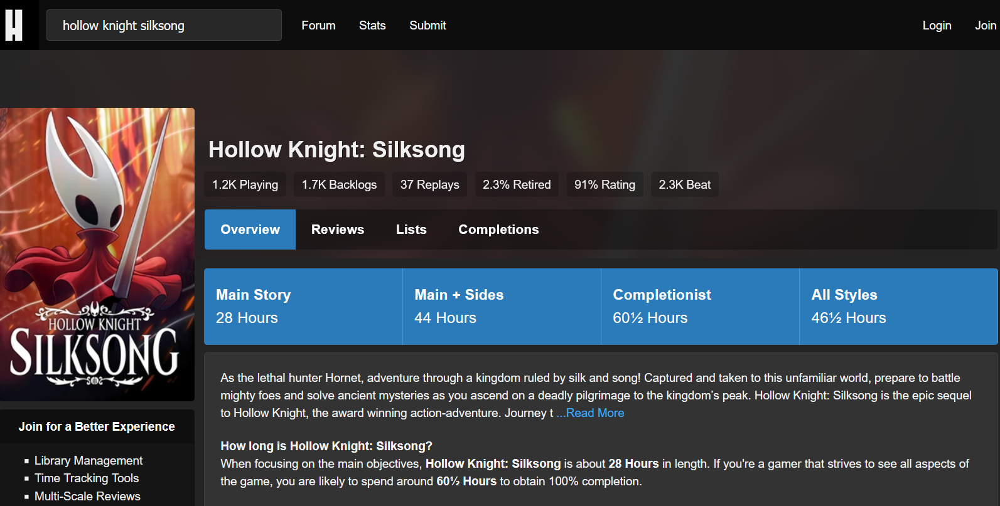 H
hollow knight silksong
Forum
Stats
Submit
Login
Join
HOLLOW KNIGHT
SILKSONG
Hollow Knight: Silksong
1.2K Playing
1.7K Backlogs
37 Replays
2.3% Retired
91% Rating
2.3K Beat
Overview
Reviews
Lists
Completions
Main Story
28 Hours
Main + Sides
44 Hours
Completionist
60½ Hours
All Styles
46½ Hours
As the lethal hunter Hornet, adventure through a kingdom ruled by silk and song! Captured and taken to this unfamiliar world, prepare to battle
mighty foes and solve ancient mysteries as you ascend on a deadly pilgrimage to the kingdom’s peak. Hollow Knight: Silksong is the epic sequel
to Hollow Knight, the award winning action-adventure. Journey t ...Read More
How long is Hollow Knight: Silksong?
When focusing on the main objectives, Hollow Knight: Silksong is about 28 Hours in length. If you're a gamer that strives to see all aspects of
the game, you are likely to spend around 60½ Hours to obtain 100% completion.
Join for a Better Experience
▪ Library Management
▪ Time Tracking Tools
▪ Multi-Scale Reviews